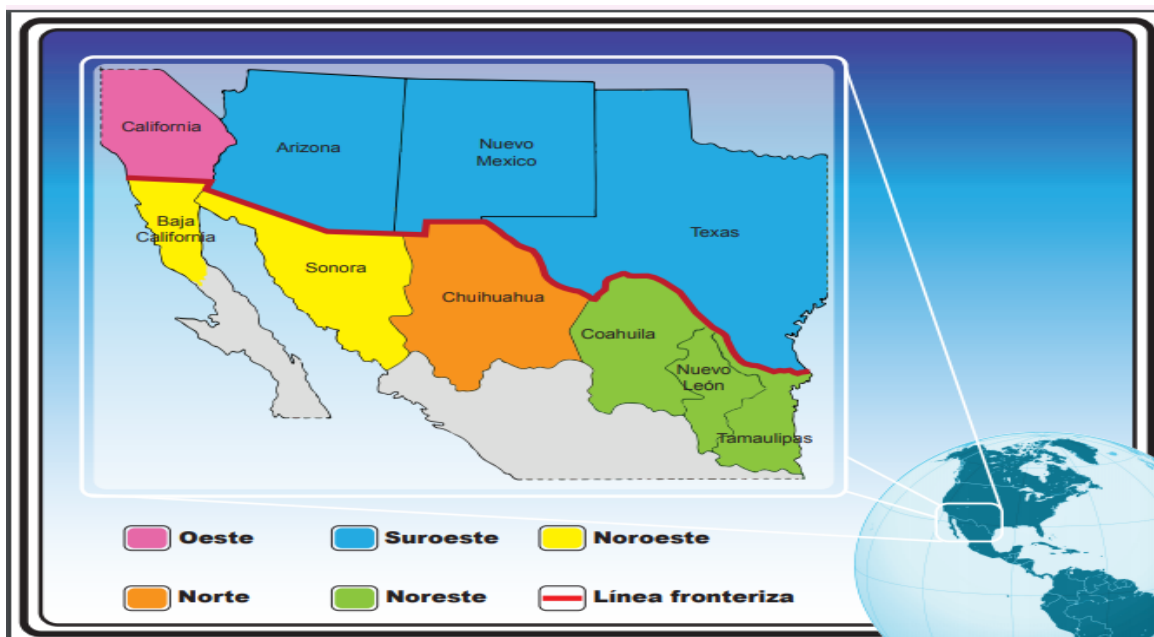 California
Arizona
Nuevo
Mexico
Texas
Baja
California
Sonora
Chuihuahua
Coahuila
Nuevo
León
Tamaulipas
Oeste
Suroeste
Noroeste
Norte
Noreste
Línea fronteriza